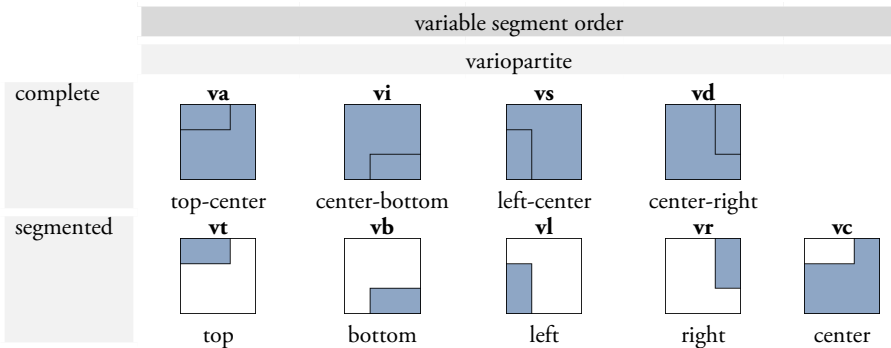 variable segment order
variopartite
complete va vi vs vd
top-center center-bottom left-center center-right
segmented vt vb vl vr vc
top bottom left right center